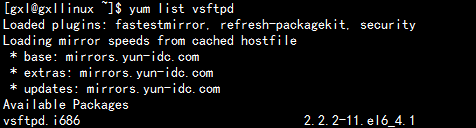 [gxl@gxllinux ~]$ yum list vsftpd
Loaded plugins: fastestmirror, refresh-packagekit, security
Loading mirror speeds from cached hostfile
 * base: mirrors.yun-idc.com
 * extras: mirrors.yun-idc.com
 * updates: mirrors.yun-idc.com
Available Packages
vsftpd.i686                          2.2.2-11.el6_4.1